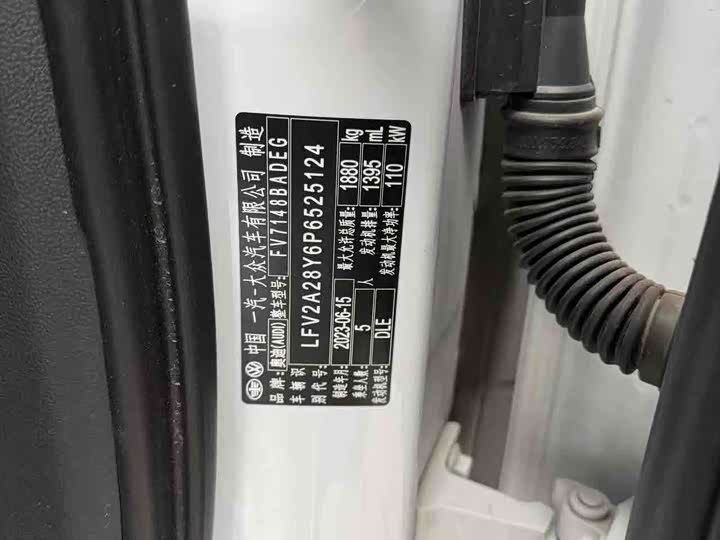 中国 一汽-大众汽车有限公司 制造
品牌: 奥迪(AUDI) 整车型号: FV7148BADEG
车辆识别代号: LFV2A28Y6P6525124
制造年月: 2023-06-15 最大允许总质量: 1880 kg
乘坐人数: 5 人 发动机排量: 1395 mL
发动机型号: DLE 发动机最大净功率: 110 kW